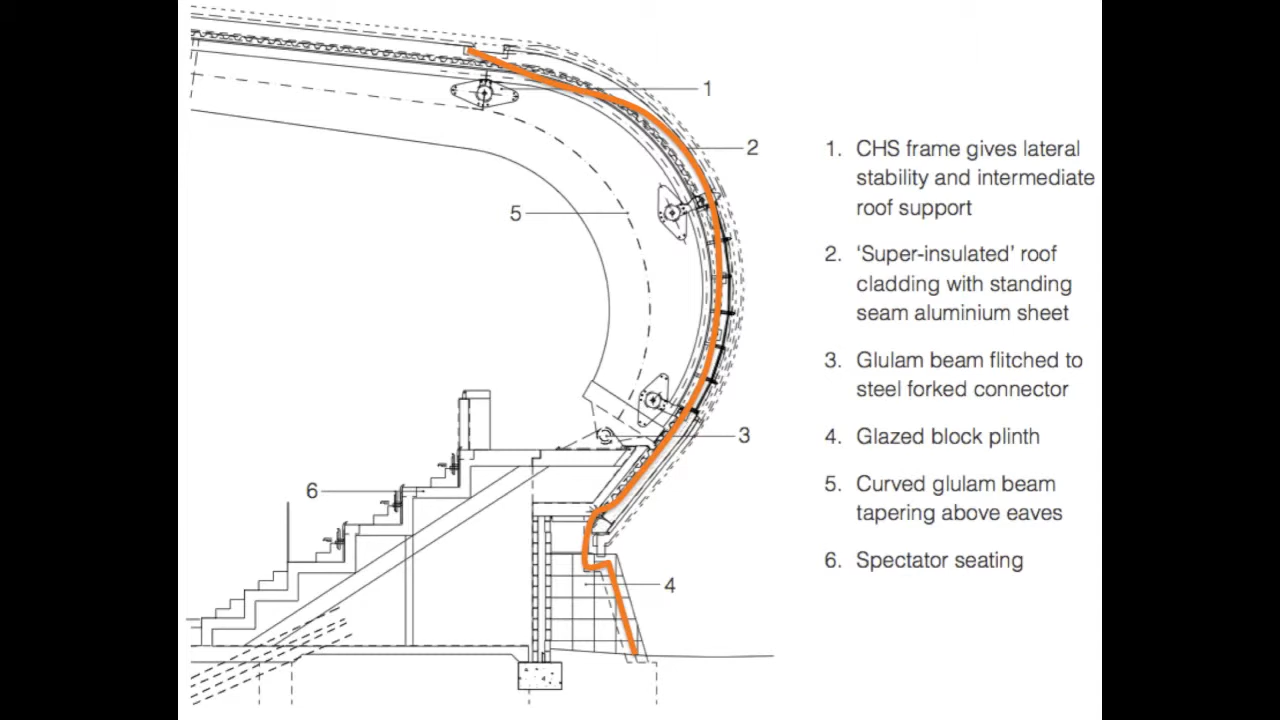 1
2
5
3
6
4
1. CHS frame gives lateral
stability and intermediate
roof support
2. ‘Super-insulated’ roof
cladding with standing
seam aluminium sheet
3. Glulam beam flitched to
steel forked connector
4. Glazed block plinth
5. Curved glulam beam
tapering above eaves
6. Spectator seating